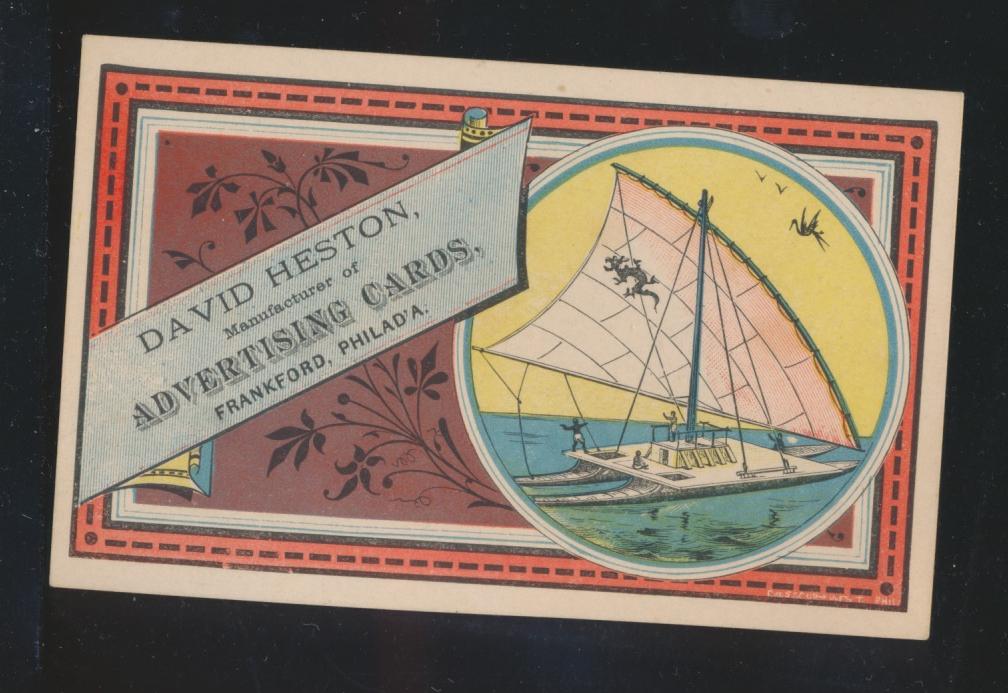 DAVID HESTON,
Manufacturer of
ADVERTISING CARDS,
FRANKFORD, PHILAD'A.